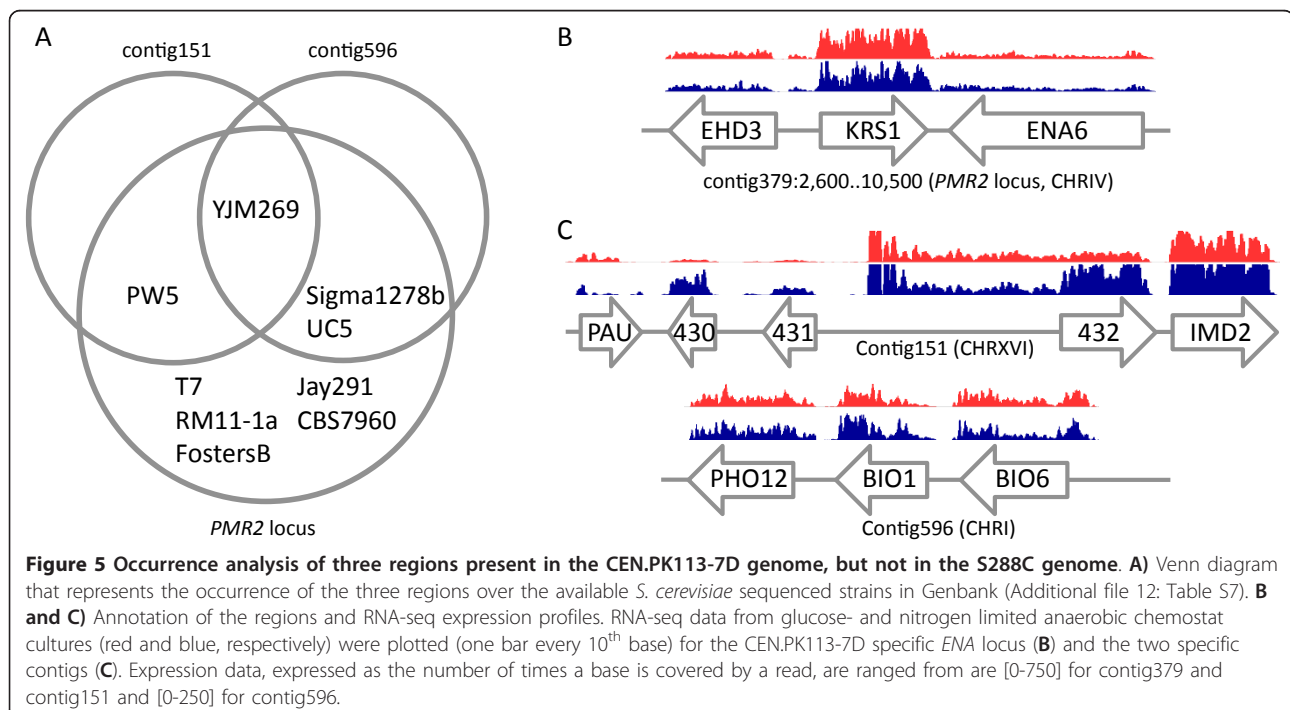 A
contig151
contig596
YJM269
PW5
Sigma1278b
UC5
T7
Jay291
RM11-1a
CBS7960
FostersB
PMR2 locus
B
EHD3
KRS1
ENA6
contig379:2,600..10,500 (PMR2 locus, CHRIV)
C
PAU
430
431
432
IMD2
Contig151 (CHRXVI)
PHO12
BIO1
BIO6
Contig596 (CHRI)
Figure 5 Occurrence analysis of three regions present in the CEN.PK113-7D genome, but not in the S288C genome. A) Venn diagram
that represents the occurrence of the three regions over the available S. cerevisiae sequenced strains in Genbank (Additional file 12: Table S7). B
and C) Annotation of the regions and RNA-seq expression profiles. RNA-seq data from glucose- and nitrogen limited anaerobic chemostat
cultures (red and blue, respectively) were plotted (one bar every 10th base) for the CEN.PK113-7D specific ENA locus (B) and the two specific
contigs (C). Expression data, expressed as the number of times a base is covered by a read, are ranged from are [0-750] for contig379 and
contig151 and [0-250] for contig596.